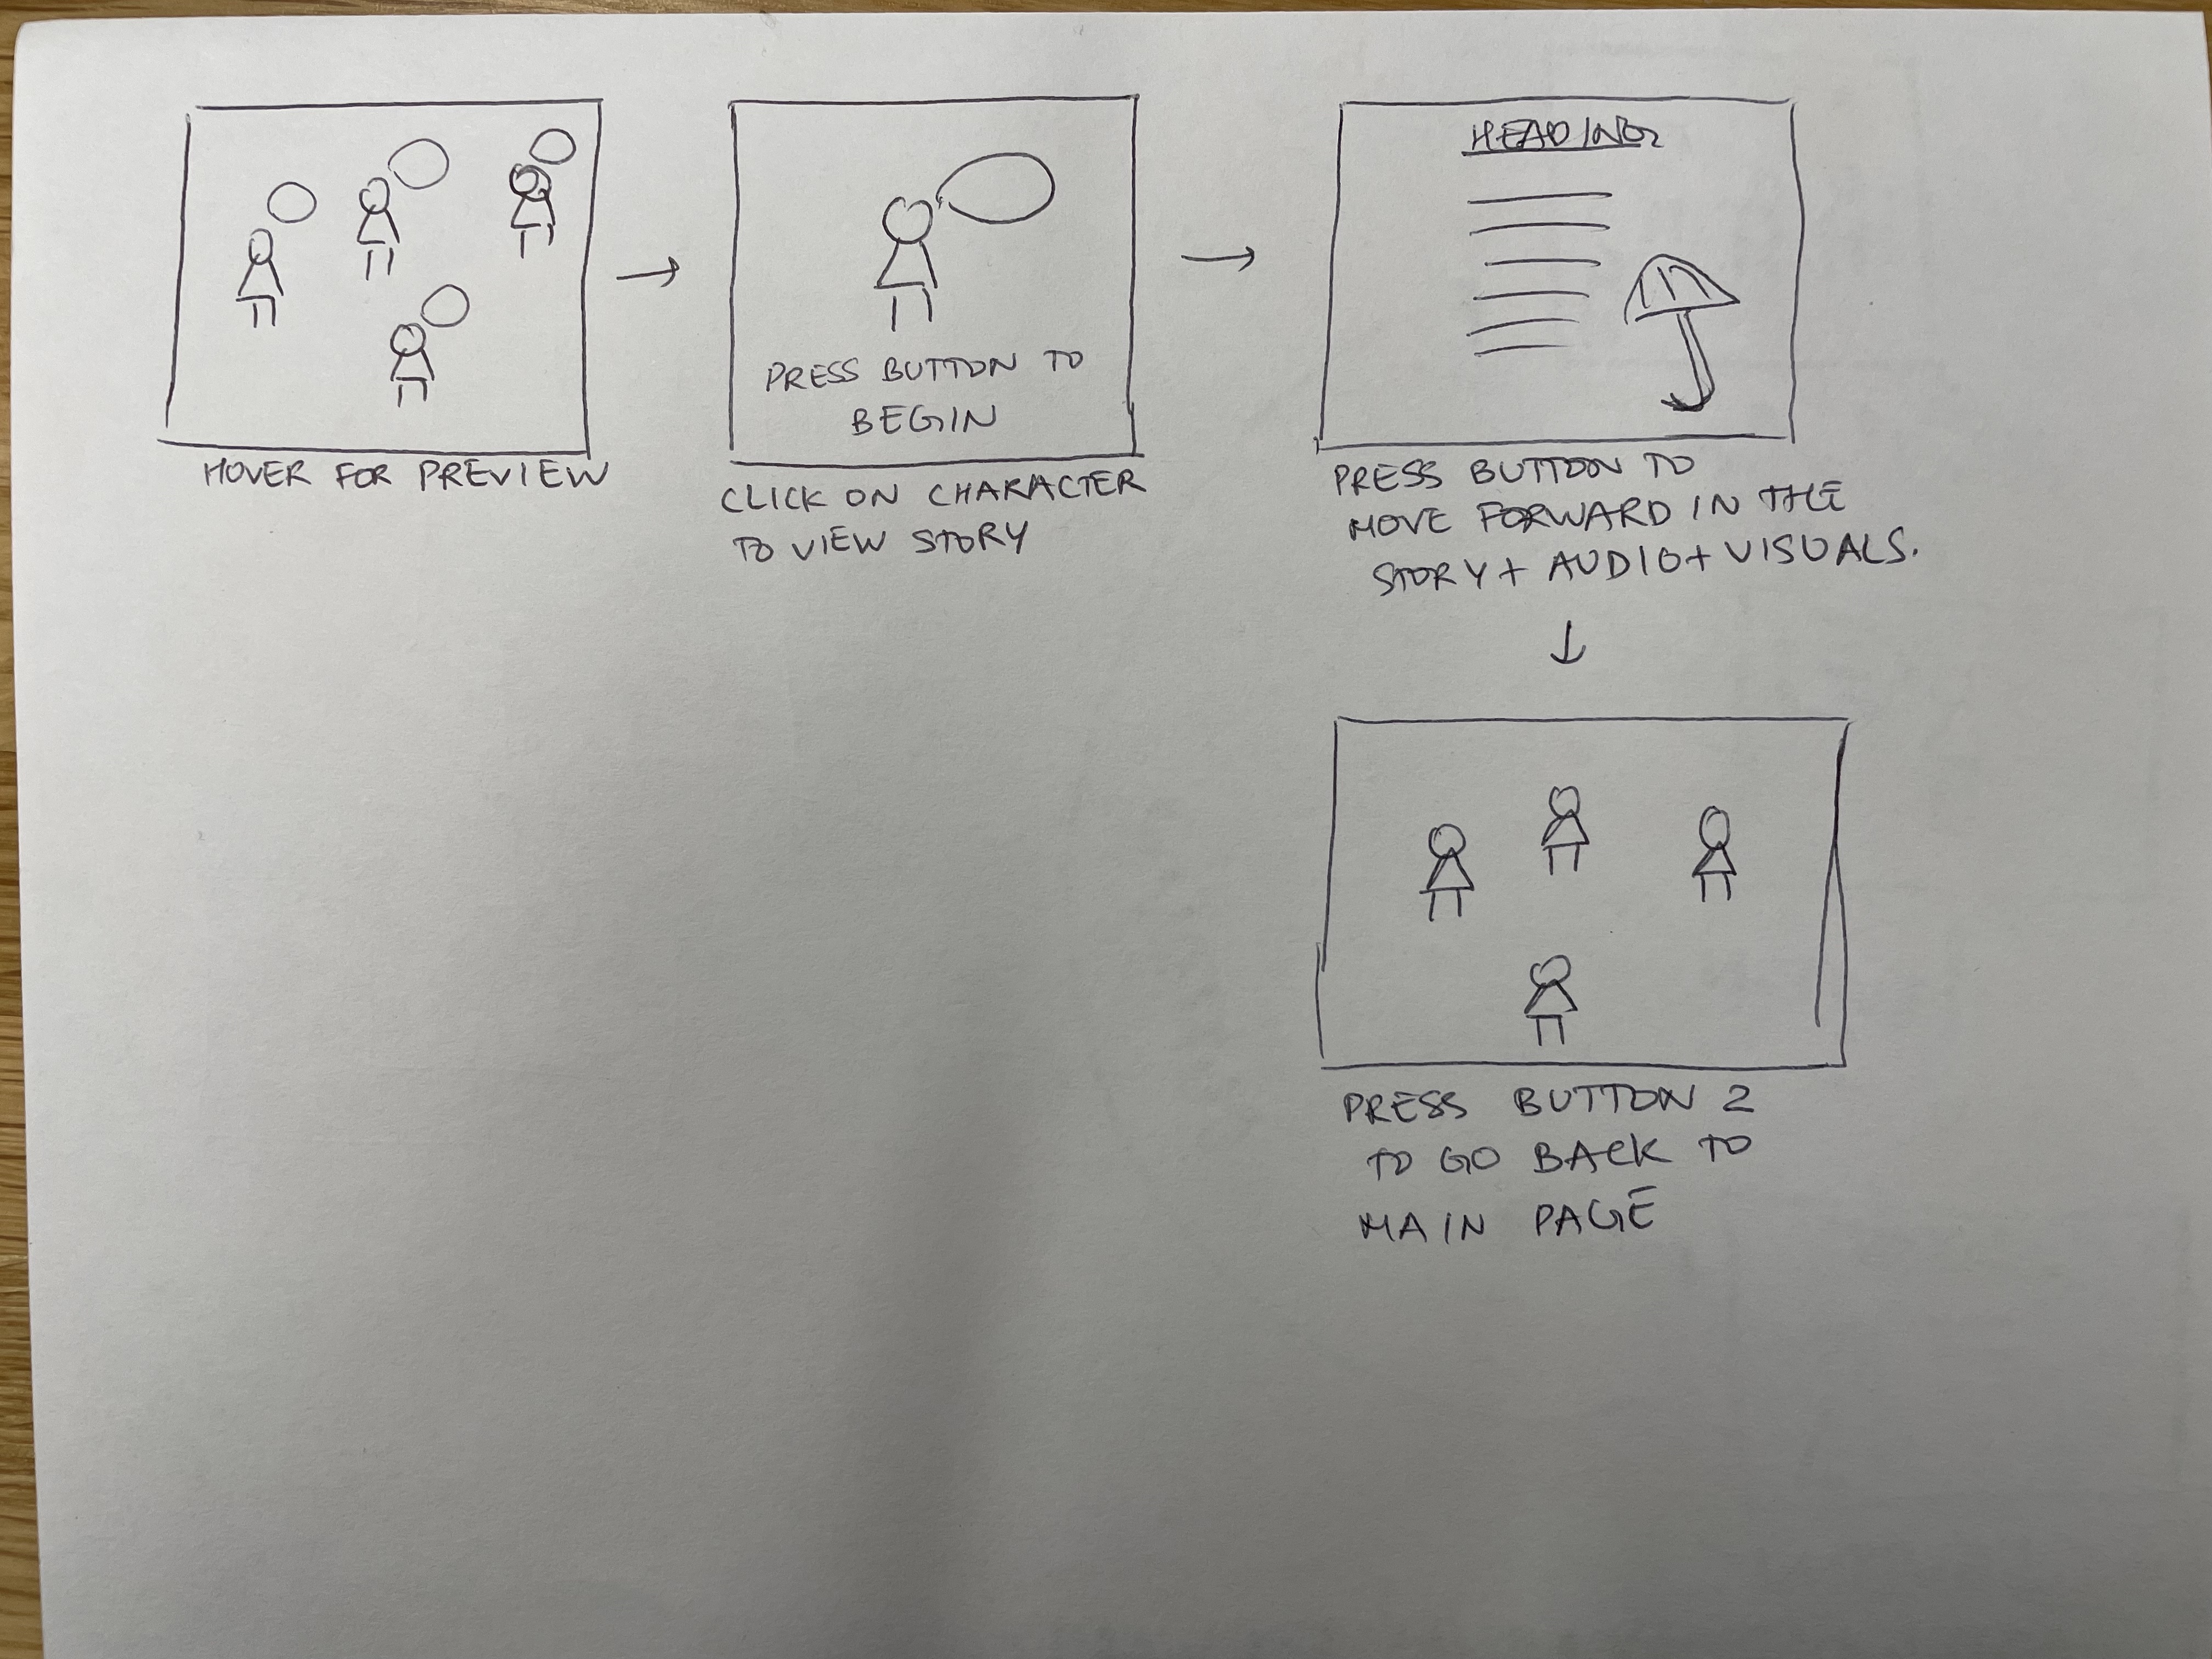 HOVER FOR PREVIEW
PRESS BUTTON TO
BEGIN
CLICK ON CHARACTER
TO VIEW STORY
HEADING
PRESS BUTTON TO
MOVE FORWARD IN THE
STORY + AUDIO + VISUALS.
PRESS BUTTON 2
TO GO BACK TO
MAIN PAGE